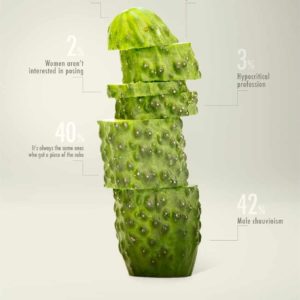 2%
Women aren't
interested in posing
3%
Hypocritical
profession
40%
It's always the same ones
who get a piece of the cake
42%
Male chauvinism